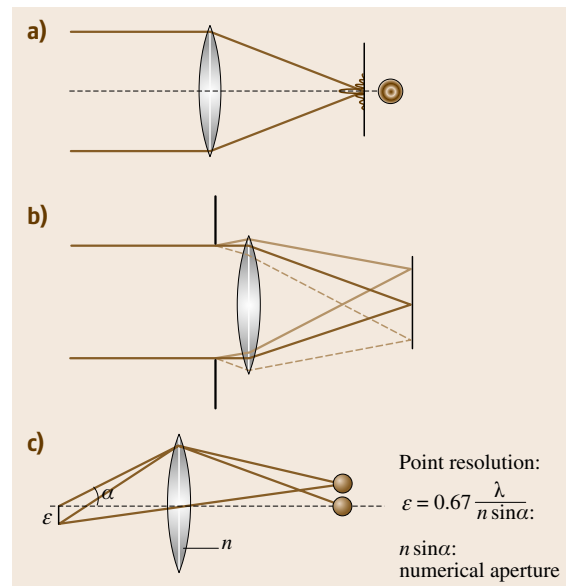 a)
b)
c)
α
ε
n
Point resolution:
ε = 0.67 λ / n sinα:
n sinα:
numerical aperture